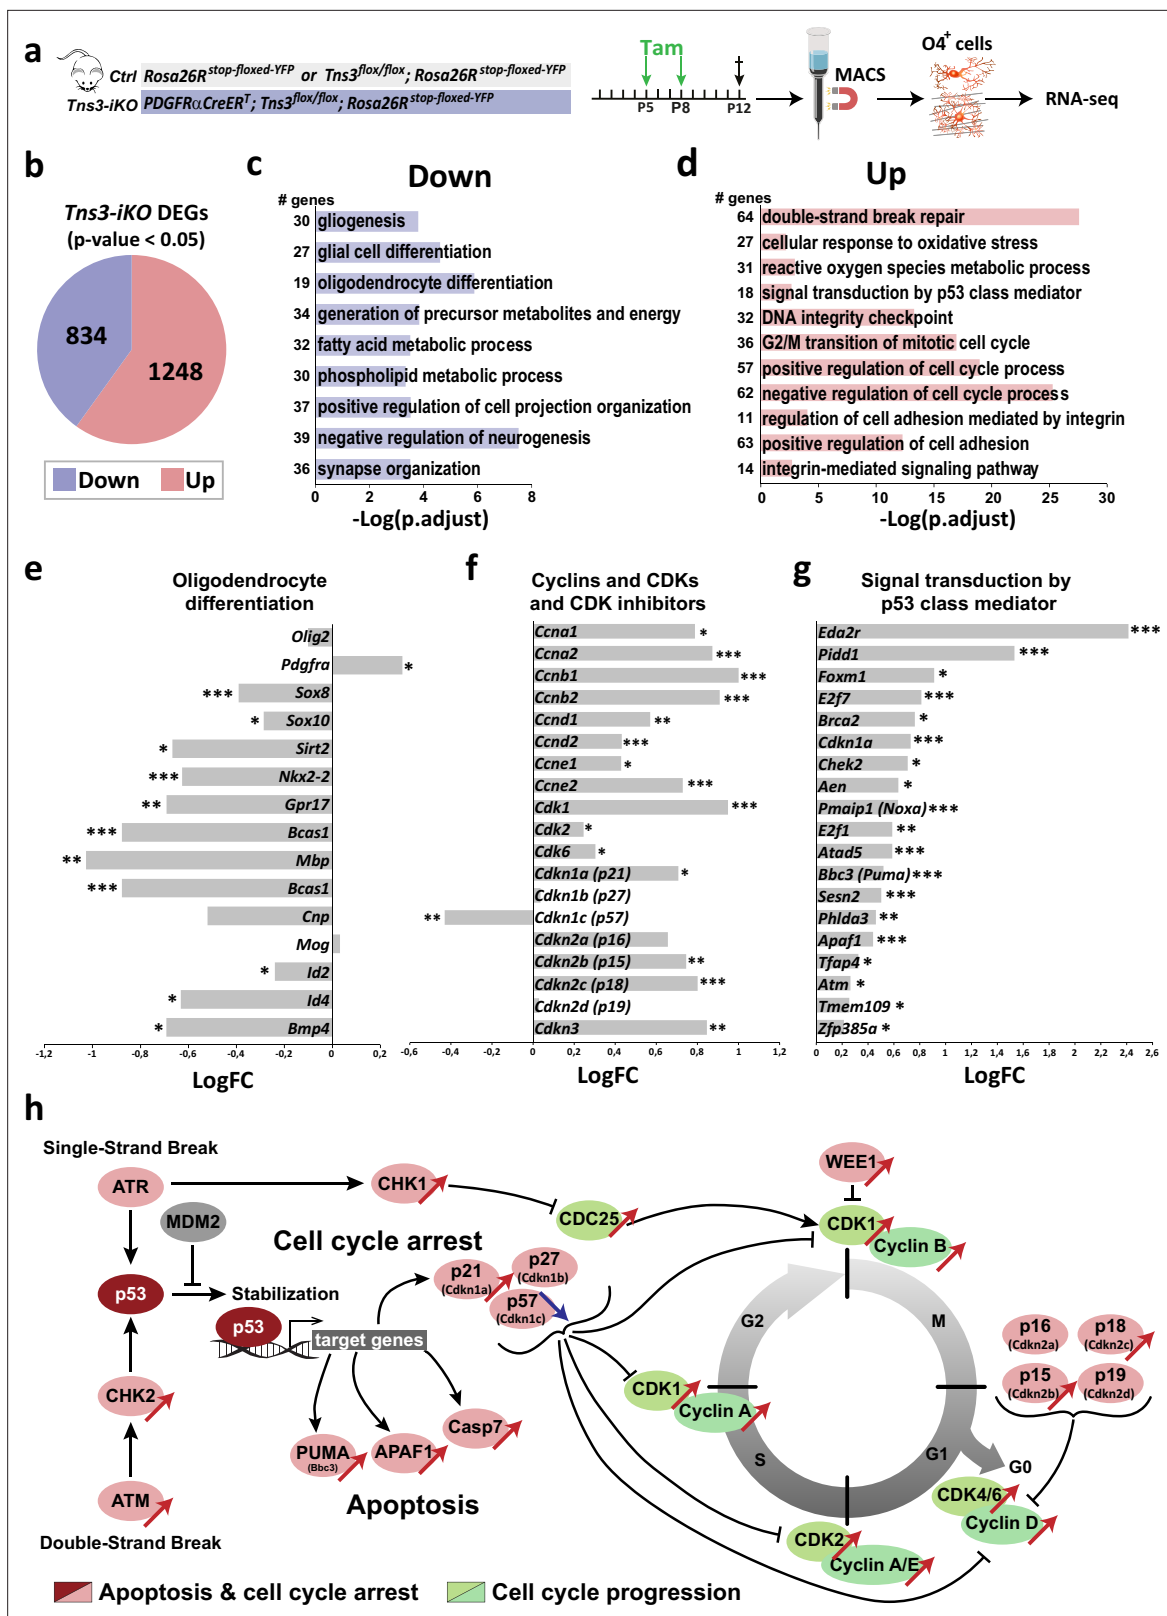 a
Ctrl Rosa26R^stop-floxed-YFP or Tns3^flox/flox; Rosa26R^stop-floxed-YFP
Tns3-iKO PDGFRαCreER^T; Tns3^flox/flox; Rosa26R^stop-floxed-YFP
Tam
P5 P8 P12
MACS
O4+ cells
RNA-seq
b
Tns3-iKO DEGs
(p-value < 0.05)
834
1248
Down Up
c
Down
# genes
30 gliogenesis
27 glial cell differentiation
19 oligodendrocyte differentiation
34 generation of precursor metabolites and energy
32 fatty acid metabolic process
30 phospholipid metabolic process
37 positive regulation of cell projection organization
39 negative regulation of neurogenesis
36 synapse organization
0 2 4 6 8
-Log(p.adjust)
d
Up
# genes
64 double-strand break repair
27 cellular response to oxidative stress
31 reactive oxygen species metabolic process
18 signal transduction by p53 class mediator
32 DNA integrity checkpoint
36 G2/M transition of mitotic cell cycle
57 positive regulation of cell cycle process
62 negative regulation of cell cycle process
11 regulation of cell adhesion mediated by integrin
63 positive regulation of cell adhesion
14 integrin-mediated signaling pathway
0 5 10 15 20 25 30
-Log(p.adjust)
e
Oligodendrocyte
differentiation
Olig2
Pdgfra *
*** Sox8
* Sox10
* Sirt2
*** Nkx2-2
** Gpr17
*** Bcas1
** Mbp
*** Bcas1
Cnp
Mog
* Id2
* Id4
* Bmp4
-1,2 -1 -0,8 -0,6 -0,4 -0,2 0 0,2
LogFC
f
Cyclins and CDKs
and CDK inhibitors
Ccna1 *
Ccna2 ***
Ccnb1 ***
Ccnb2 ***
Ccnd1 **
Ccnd2 ***
Ccne1 *
Ccne2 ***
Cdk1 ***
Cdk2 *
Cdk6 *
Cdkn1a (p21) *
Cdkn1b (p27)
** Cdkn1c (p57)
Cdkn2a (p16)
Cdkn2b (p15) **
Cdkn2c (p18) ***
Cdkn2d (p19)
Cdkn3 **
-0,6 -0,4 -0,2 0 0,2 0,4 0,6 0,8 1 1,2
LogFC
g
Signal transduction by
p53 class mediator
Eda2r ***
Pidd1 ***
Foxm1 *
E2f7 ***
Brca2 *
Cdkn1a ***
Chek2 *
Aen *
Pmaip1 (Noxa) ***
E2f1 **
Atad5 ***
Bbc3 (Puma) ***
Sesn2 ***
Phlda3 **
Apaf1 ***
Tfap4 *
Atm *
Tmem109 *
Zfp385a *
0 0,2 0,4 0,6 0,8 1 1,2 1,4 1,6 1,8 2 2,2 2,4 2,6
LogFC
h
Single-Strand Break
ATR
MDM2
p53
CHK2
ATM
Double-Strand Break
Stabilization
p53
target genes
CHK1
CDC25
WEE1
CDK1
Cyclin B
Cell cycle arrest
p21
(Cdkn1a)
p27
(Cdkn1b)
p57
(Cdkn1c)
PUMA
(Bbc3)
APAF1
Casp7
Apoptosis
G2
M
S
G1
G0
CDK1
Cyclin A
CDK2
Cyclin A/E
CDK4/6
Cyclin D
p16
(Cdkn2a)
p18
(Cdkn2c)
p15
(Cdkn2b)
p19
(Cdkn2d)
Apoptosis & cell cycle arrest
Cell cycle progression